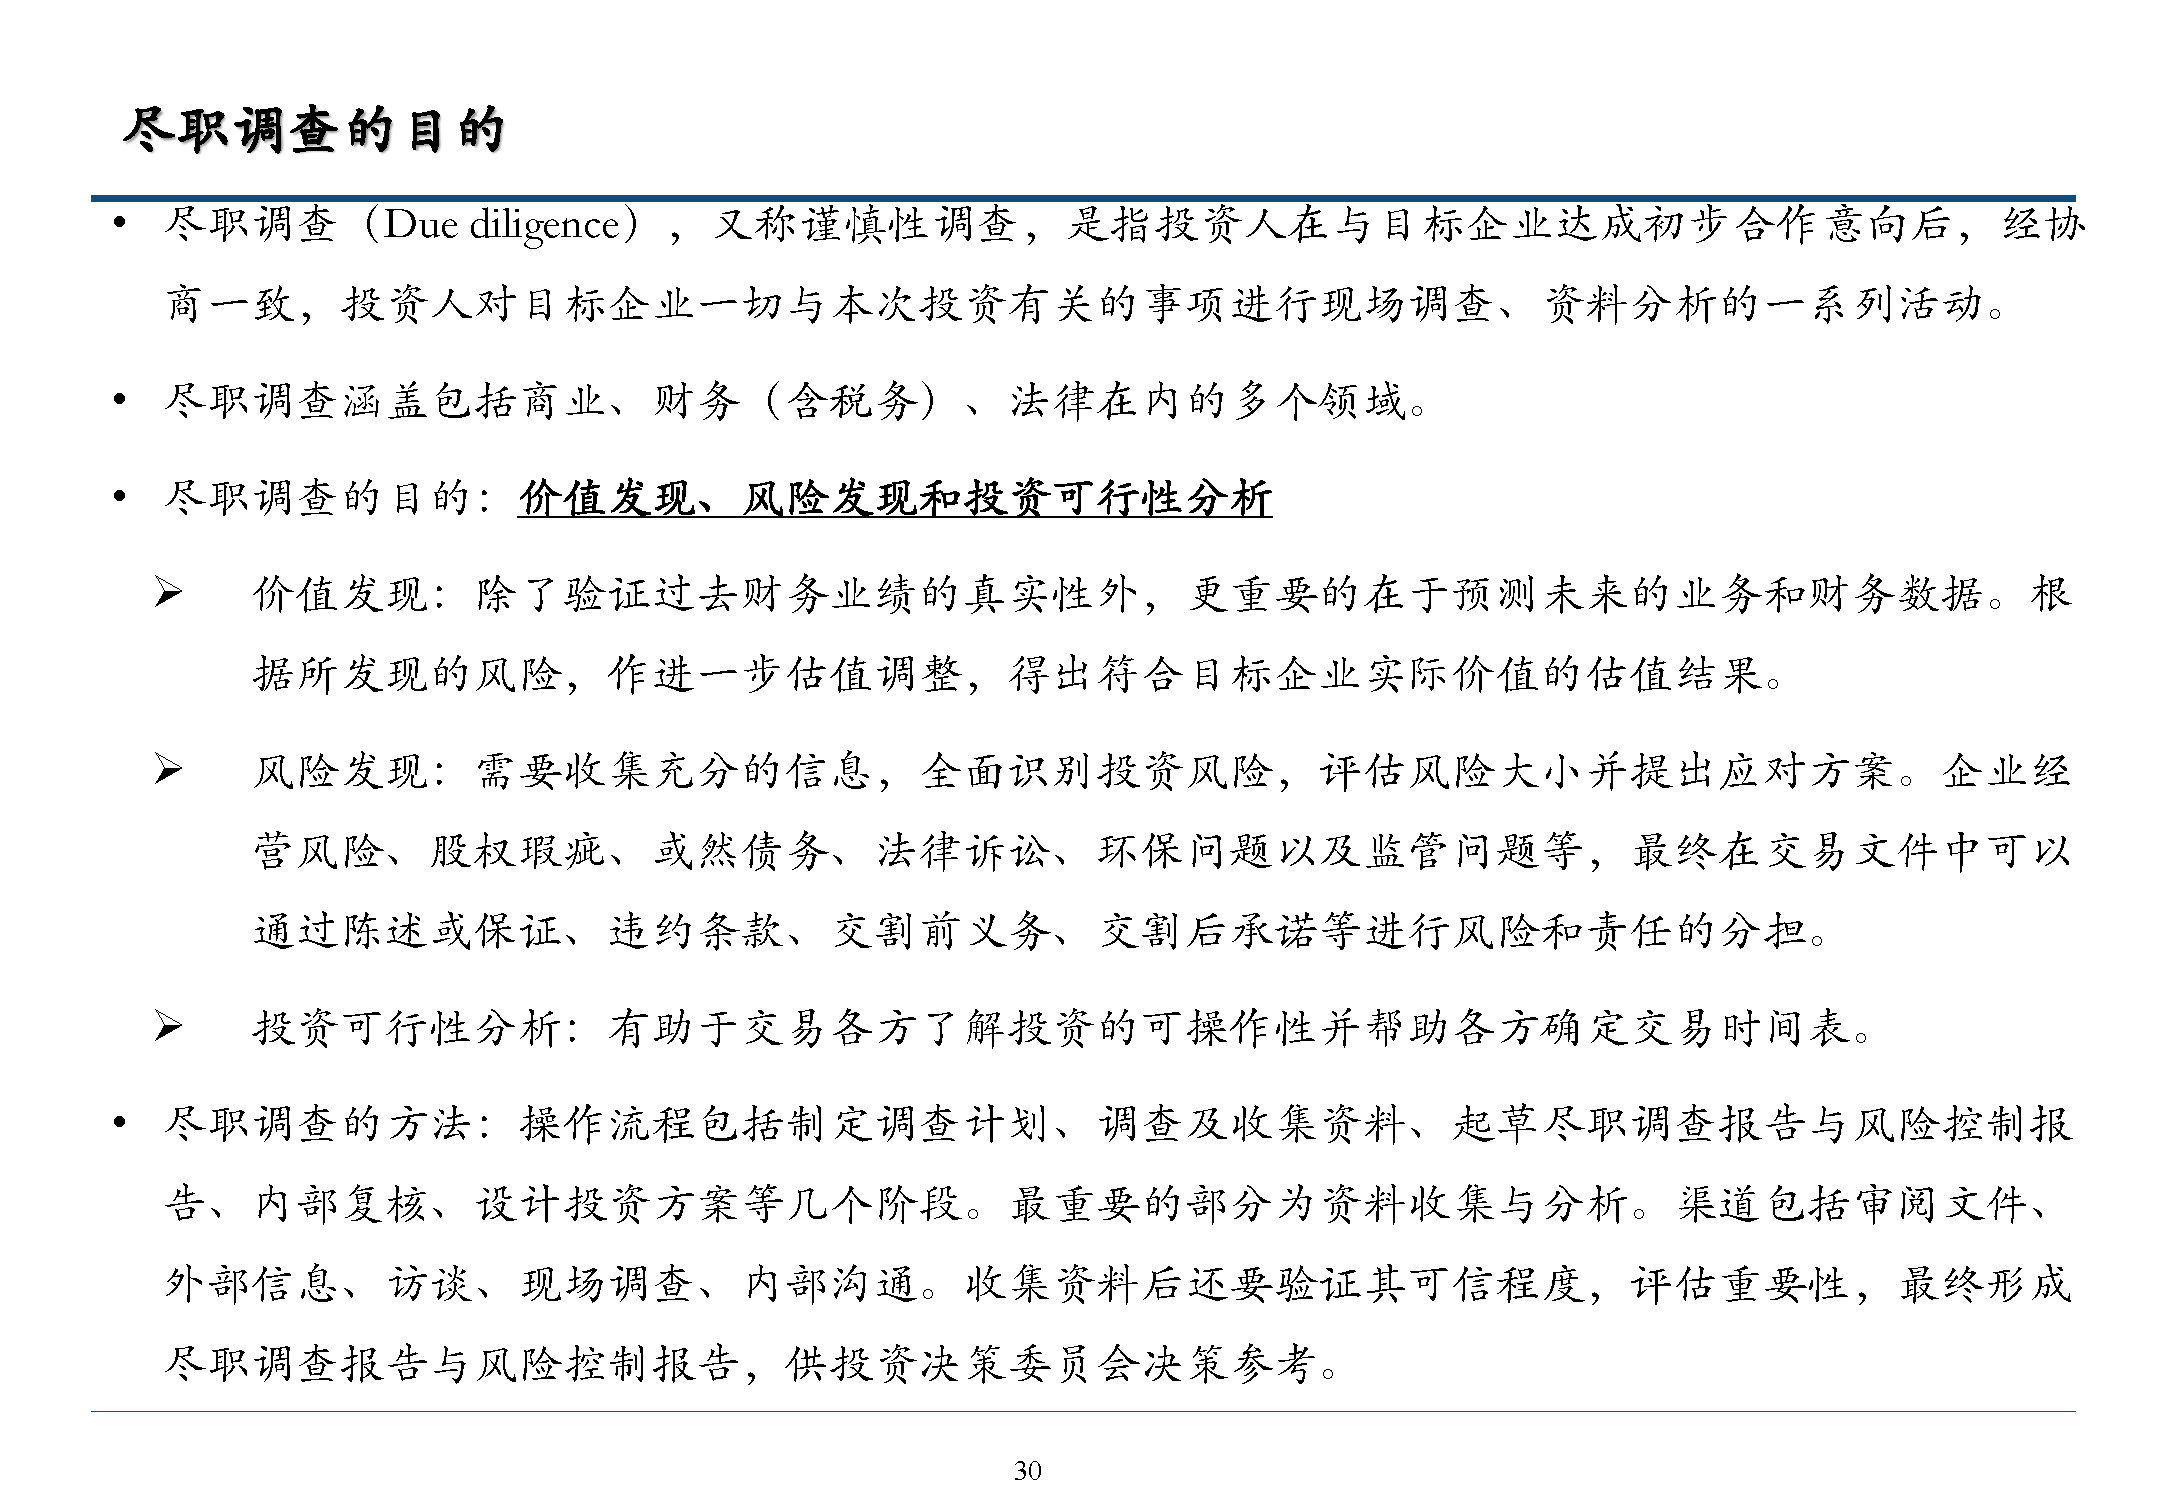 尽职调查的目的
• 尽职调查（Due diligence），又称谨慎性调查，是指投资人在与目标企业达成初步合作意向后，经协
商一致，投资人对目标企业一切与本次投资有关的事项进行现场调查、资料分析的一系列活动。
• 尽职调查涵盖包括商业、财务（含税务）、法律在内的多个领域。
• 尽职调查的目的：价值发现、风险发现和投资可行性分析
➢ 价值发现：除了验证过去财务业绩的真实性外，更重要的在于预测未来的业务和财务数据。根
据所发现的风险，作进一步估值调整，得出符合目标企业实际价值的估值结果。
➢ 风险发现：需要收集充分的信息，全面识别投资风险，评估风险大小并提出应对方案。企业经
营风险、股权瑕疵、或然债务、法律诉讼、环保问题以及监管问题等，最终在交易文件中可以
通过陈述或保证、违约条款、交割前义务、交割后承诺等进行风险和责任的分担。
➢ 投资可行性分析：有助于交易各方了解投资的可操作性并帮助各方确定交易时间表。
• 尽职调查的方法：操作流程包括制定调查计划、调查及收集资料、起草尽职调查报告与风险控制报
告、内部复核、设计投资方案等几个阶段。最重要的部分为资料收集与分析。渠道包括审阅文件、
外部信息、访谈、现场调查、内部沟通。收集资料后还要验证其可信程度，评估重要性，最终形成
尽职调查报告与风险控制报告，供投资决策委员会决策参考。
30